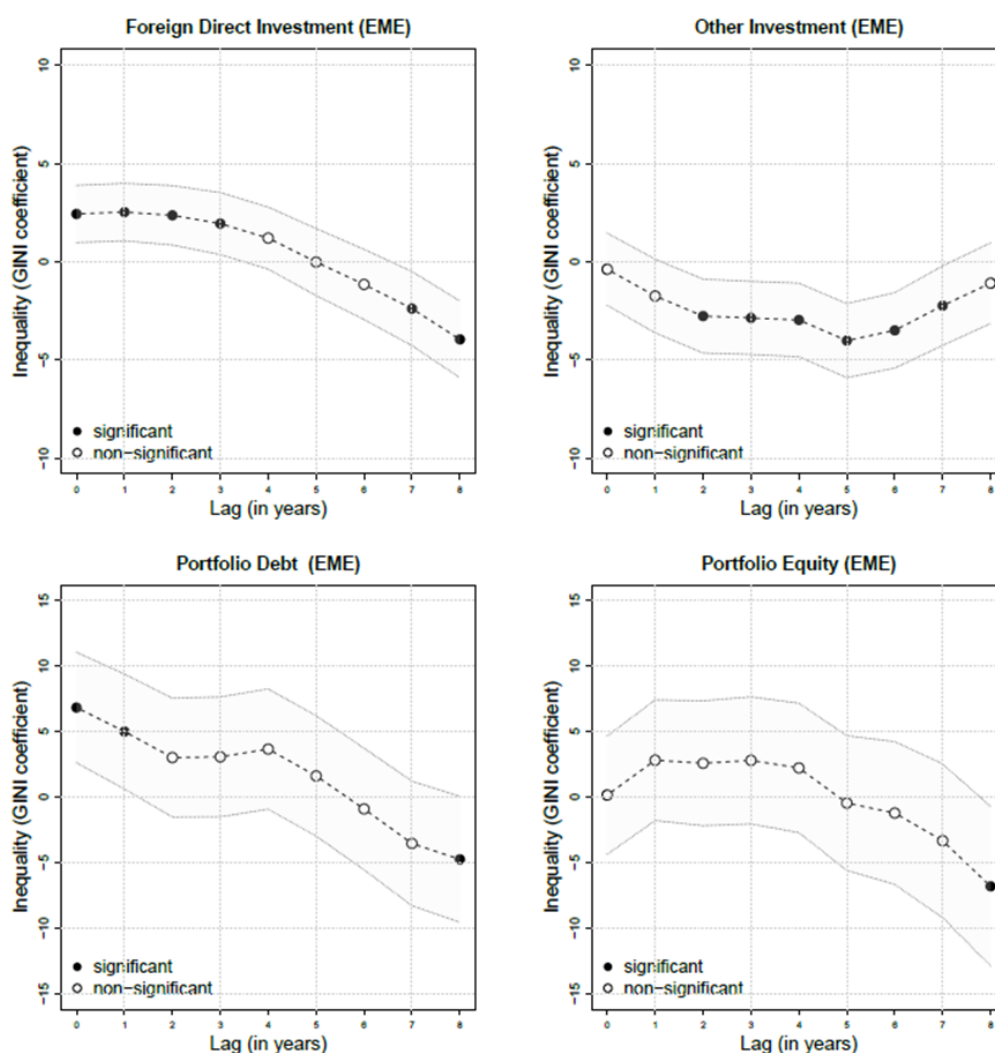 Foreign Direct Investment (EME)
Inequality (GINI coefficient)
10
5
0
−5
−10
significant
non-significant
0 1 2 3 4 5 6 7 8
Lag (in years)
Other Investment (EME)
Inequality (GINI coefficient)
10
5
0
−5
−10
significant
non-significant
0 1 2 3 4 5 6 7 8
Lag (in years)
Portfolio Debt (EME)
Inequality (GINI coefficient)
15
10
5
0
−5
−10
−15
significant
non-significant
0 1 2 3 4 5 6 7 8
Lag (in years)
Portfolio Equity (EME)
Inequality (GINI coefficient)
15
10
5
0
−5
−10
−15
significant
non-significant
0 1 2 3 4 5 6 7 8
Lag (in years)